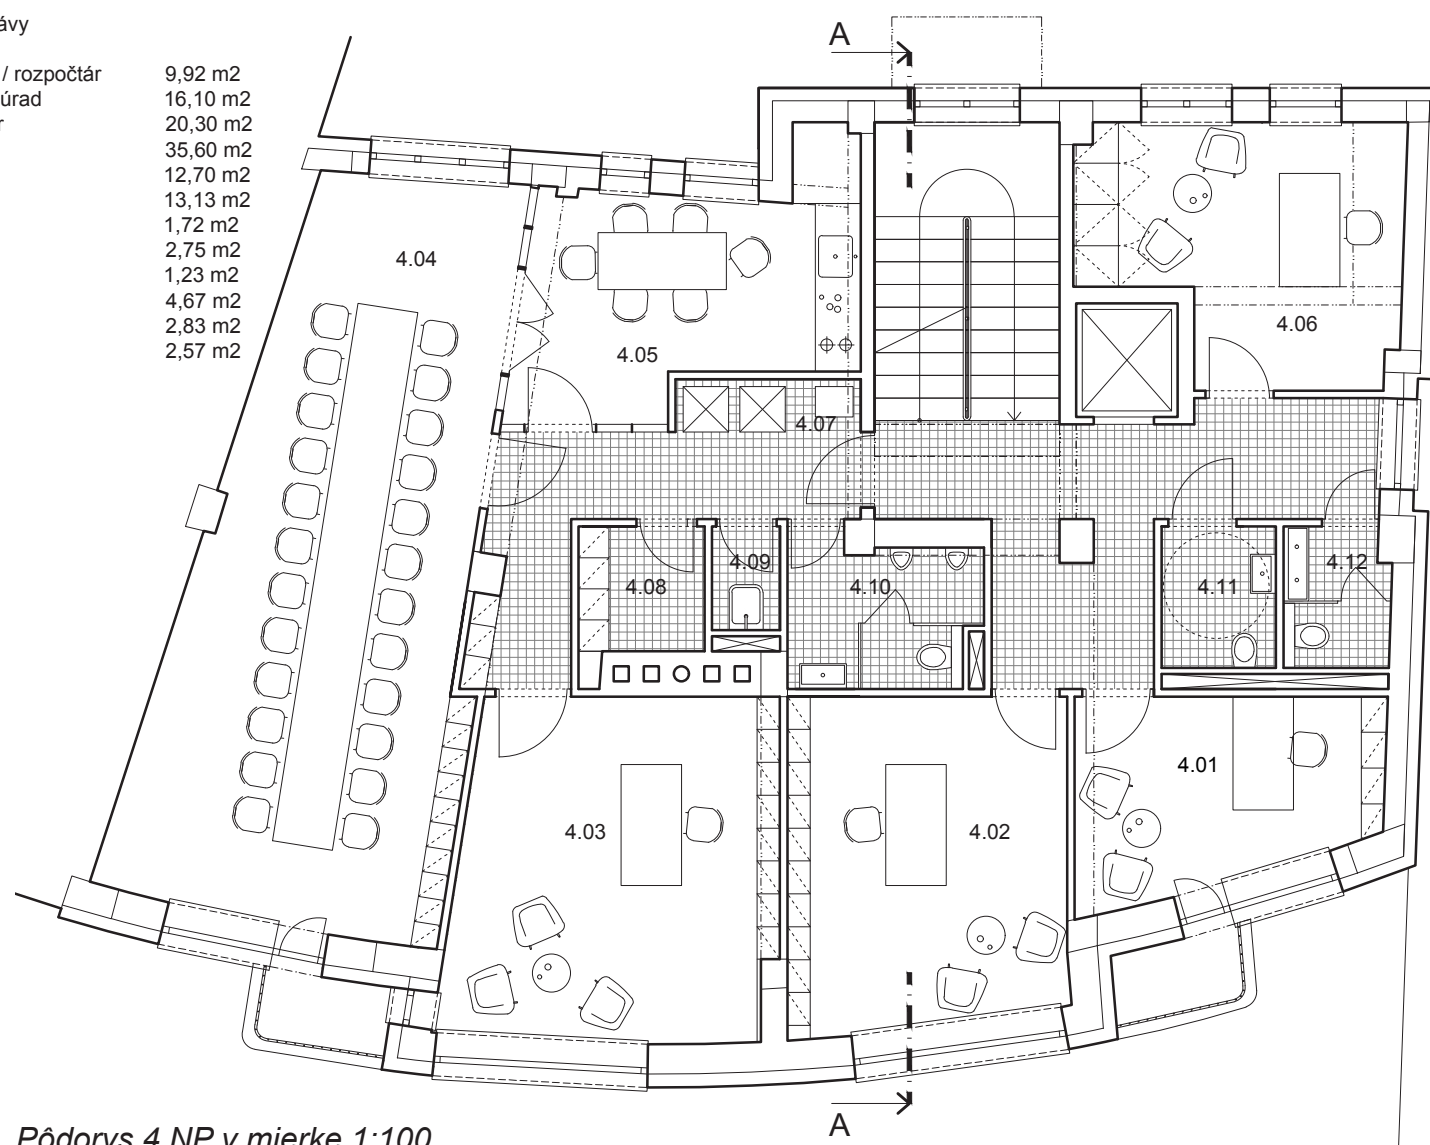 ávy
/ rozpočtár 9,92 m2
úrad 16,10 m2
r 20,30 m2
35,60 m2
12,70 m2
13,13 m2
1,72 m2
2,75 m2
1,23 m2
4,67 m2
2,83 m2
2,57 m2
A
4.04
4.05
4.06
4.07
4.08
4.09
4.10
4.11
4.12
4.01
4.03
4.02
A
Pôdorys 4.NP v mierke 1:100